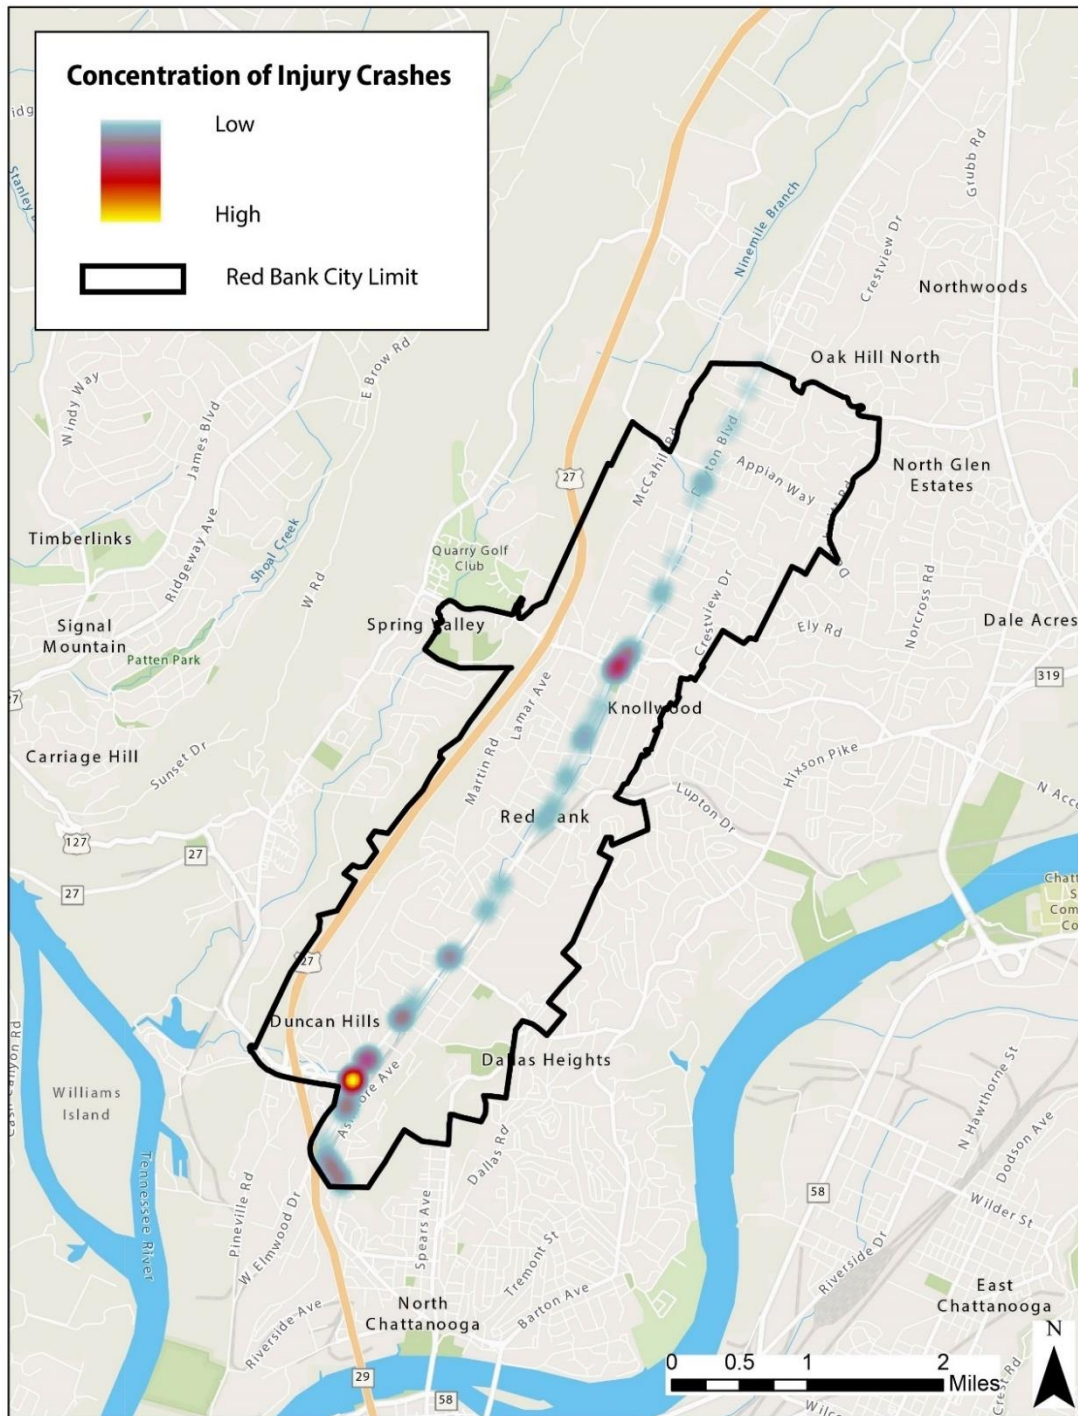 Concentration of Injury Crashes
Low
High
Red Bank City Limit
Grubb Rd
Ninemile Branch
Crestview Dr
Northwoods
E Brow Rd
Windy Way
James Blvd
Oak Hill North
McCahill Rd
Appian Way
North Glen
Estates
27
Timberlinks
Ridgeway Ave
Shoal Creek
Quarry Golf
Club
W Rd
Signal
Mountain
Patten Park
Spring Valley
Crestview Dr
Ely Rd
Norcross Rd
Dale Acres
319
Knollwood
Lamar Ave
Martin Rd
Carriage Hill
Sunset Dr
Hixson Pike
Lupton Dr
127
27
27
27
Duncan Hills
Dallas Heights
Williams
Island
Tennessee River
N Hawthorne St
Dodson Ave
Dallas Rd
58
Wilder St
Pineville Rd
W Elmwood Dr
Spears Ave
Tremont St
Riverside Dr
North
Chattanooga
Barton Ave
Riverside Ave
East
Chattanooga
29
58
0 0.5 1 2
Miles
N